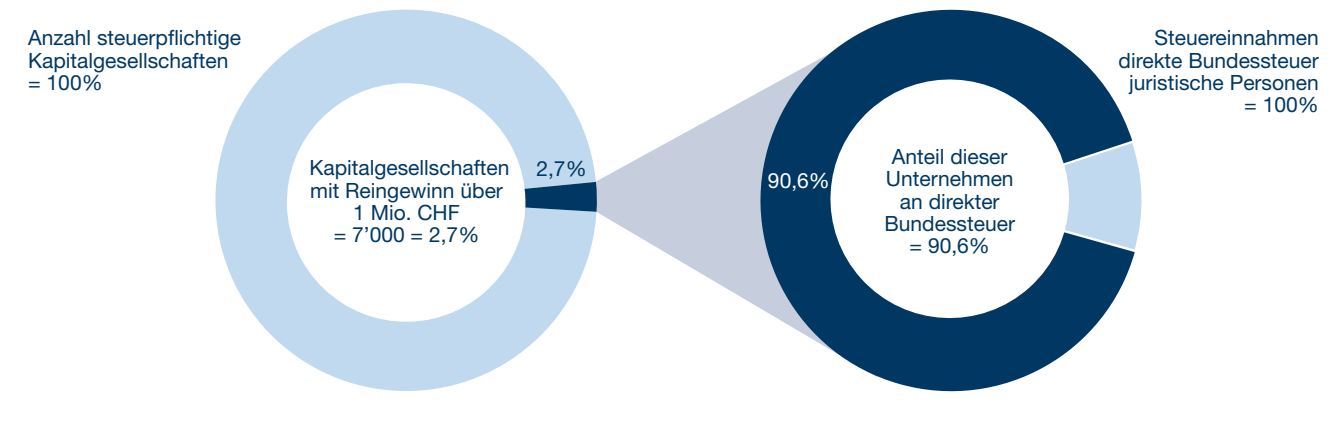 Anzahl steuerpflichtige
Kapitalgesellschaften
= 100%
Kapitalgesellschaften
mit Reingewinn über
1 Mio. CHF
= 7’000 = 2,7%
2,7%
90,6%
Anteil dieser
Unternehmen
an direkter
Bundessteuer
= 90,6%
Steuereinnahmen
direkte Bundessteuer
juristische Personen
= 100%